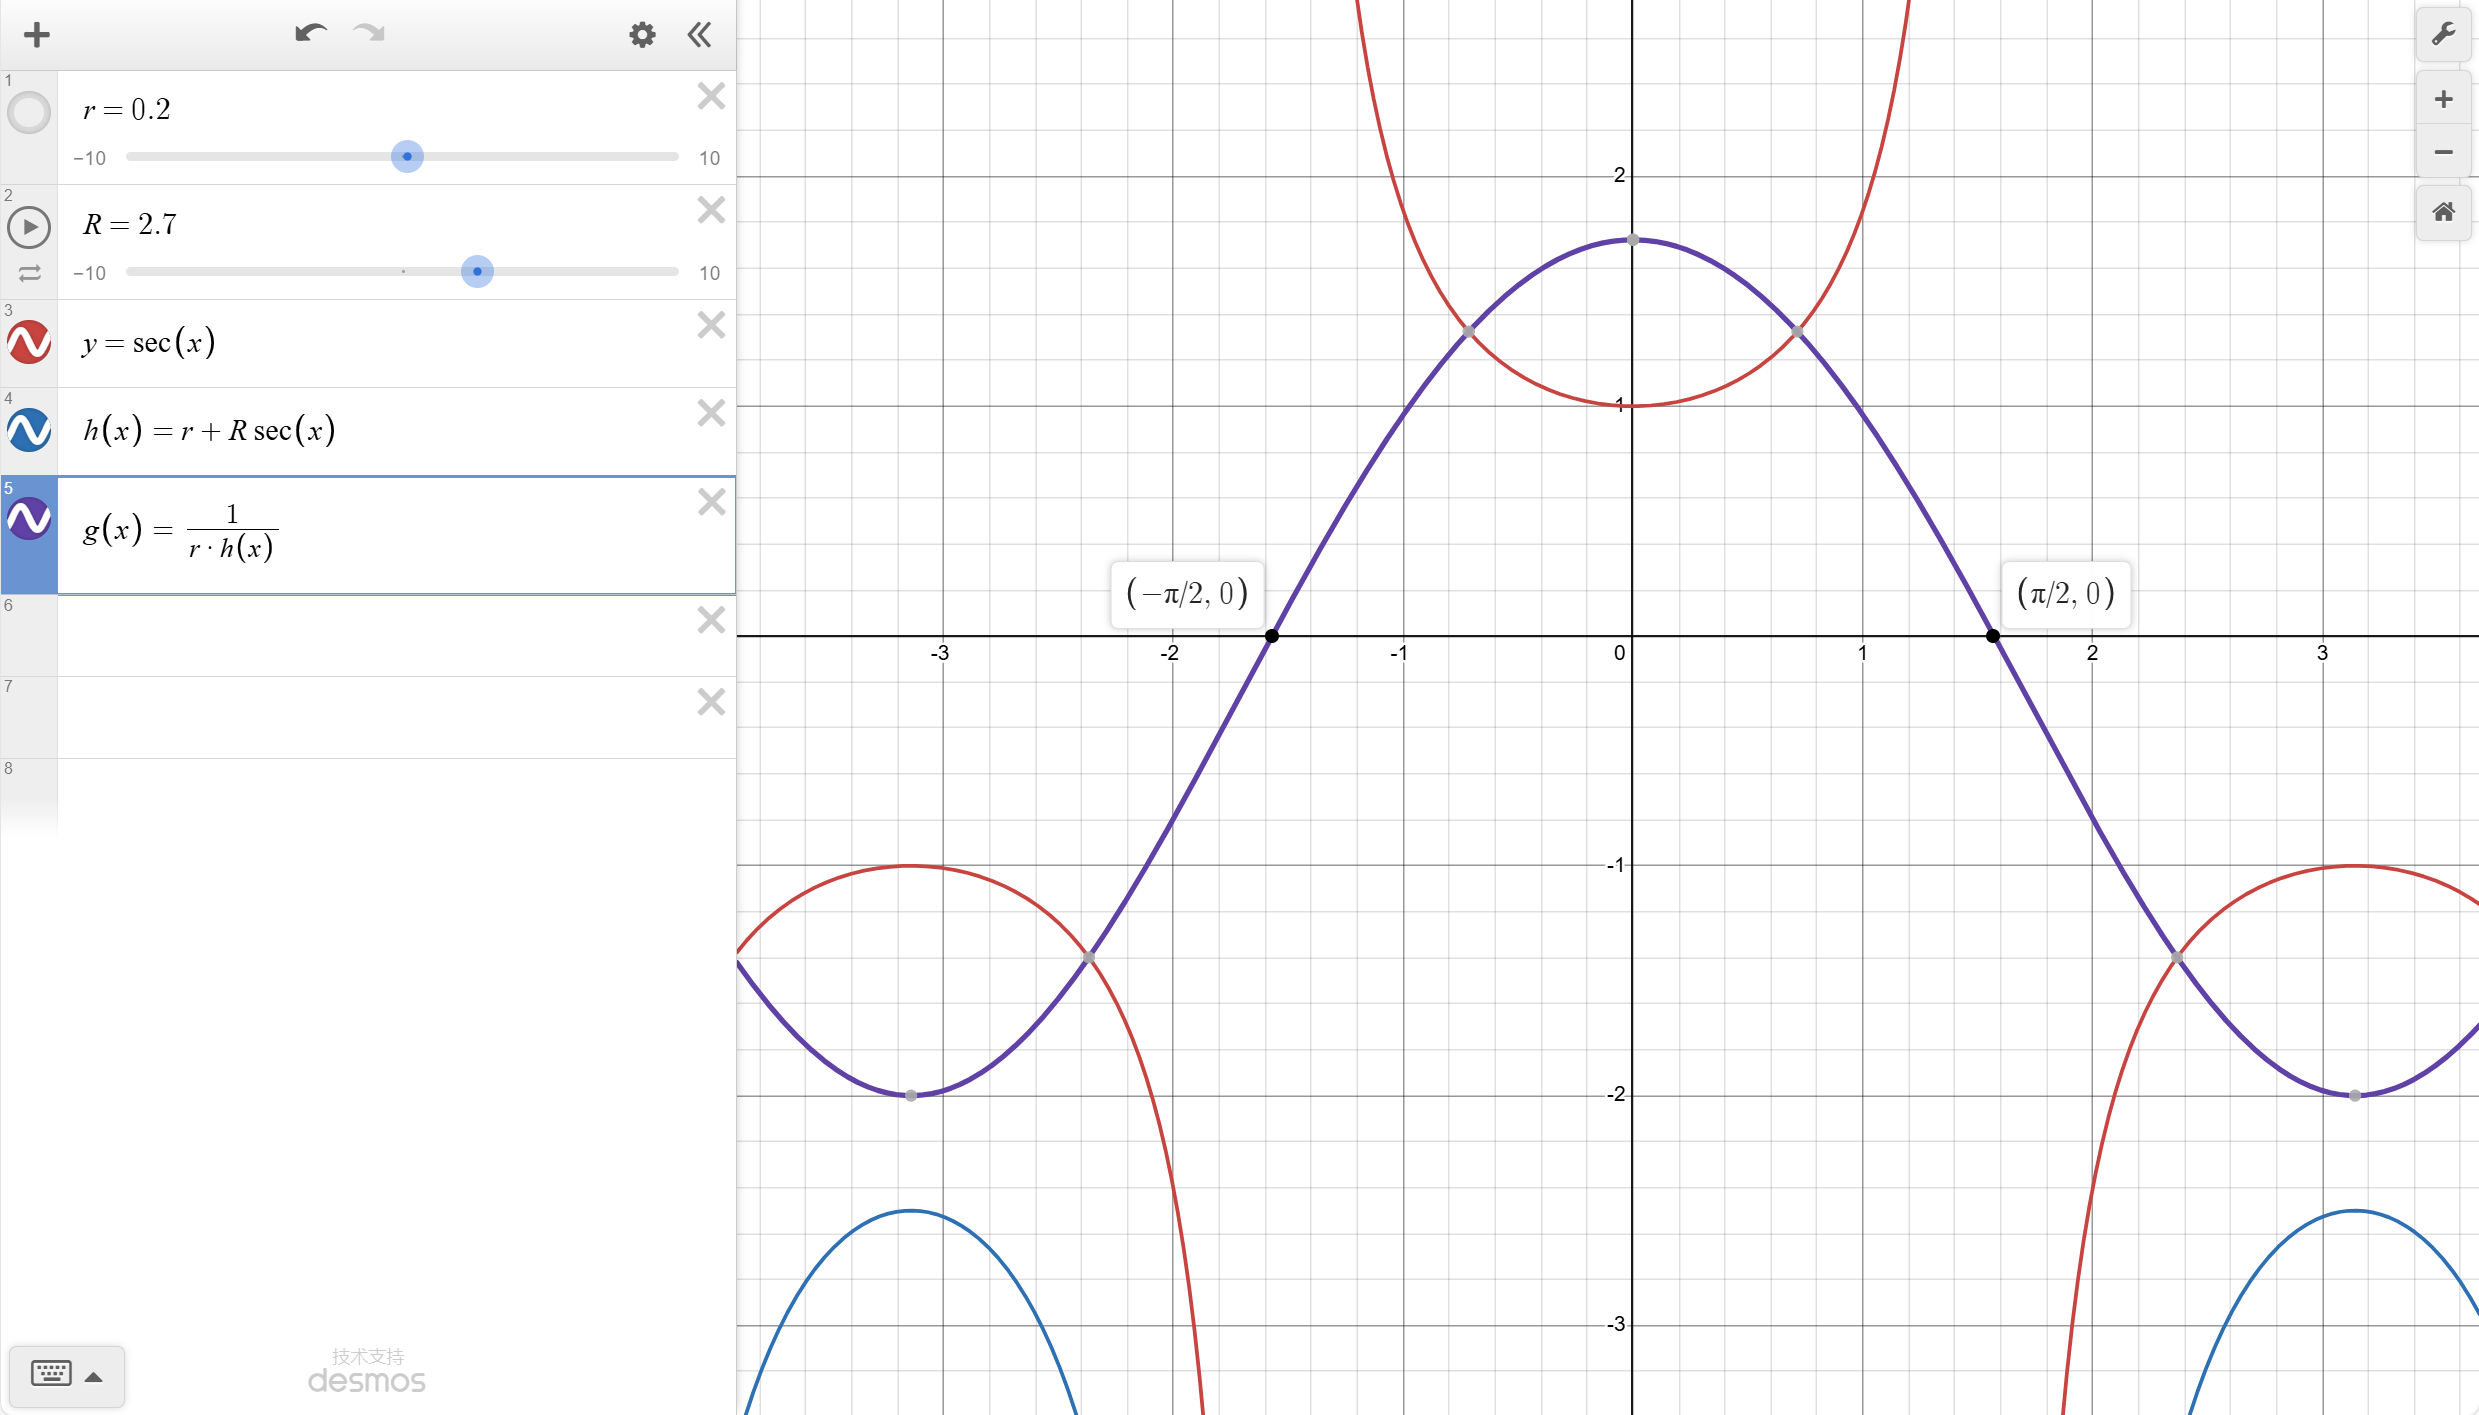 1
r = 0.2
−10
10
2
R = 2.7
−10
10
3
y = sec(x)
4
h(x) = r + R sec(x)
5
g(x) = 1 / (r · h(x))
6
7
8
技术支持
desmos
2
1
(−π/2, 0)
(π/2, 0)
-3
-2
-1
0
1
2
3
-1
-2
-3